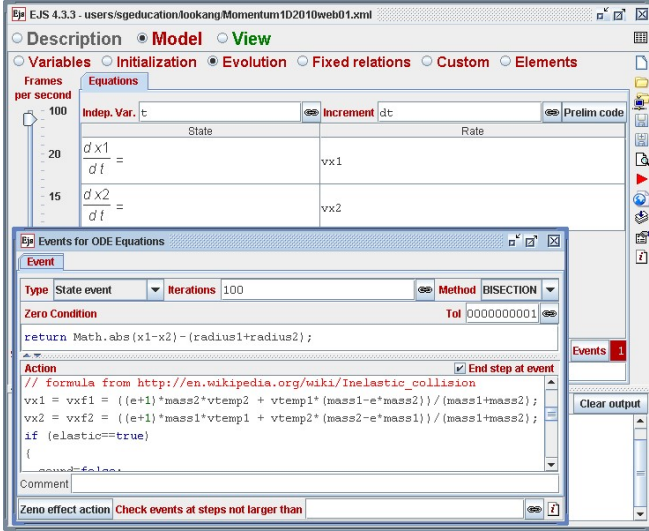 EJS 4.3.3 - users/sgeducation/lookang/Momentum1D2010web01.xml
Description Model View
Variables Initialization Evolution Fixed relations Custom Elements
Frames per second
Equations
100
20
15
Indep. Var. t Increment dt Prelim code
State Rate
d x1
d t = vx1
d x2
d t = vx2
Events for ODE Equations
Event
Type State event Iterations 100 Method BISECTION
Zero Condition Tol 0000000001
return Math.abs(x1-x2)-(radius1+radius2);
Events 1
Action End step at event
// formula from http://en.wikipedia.org/wiki/Inelastic_collision
vx1 = vxf1 = ((e+1)*mass2*vtemp2 + vtemp1*(mass1-e*mass2))/(mass1+mass2);
vx2 = vxf2 = ((e+1)*mass1*vtemp1 + vtemp2*(mass2-e*mass1))/(mass1+mass2);
if (elastic==true)
{
Clear output
Comment
Zeno effect action Check events at steps not larger than